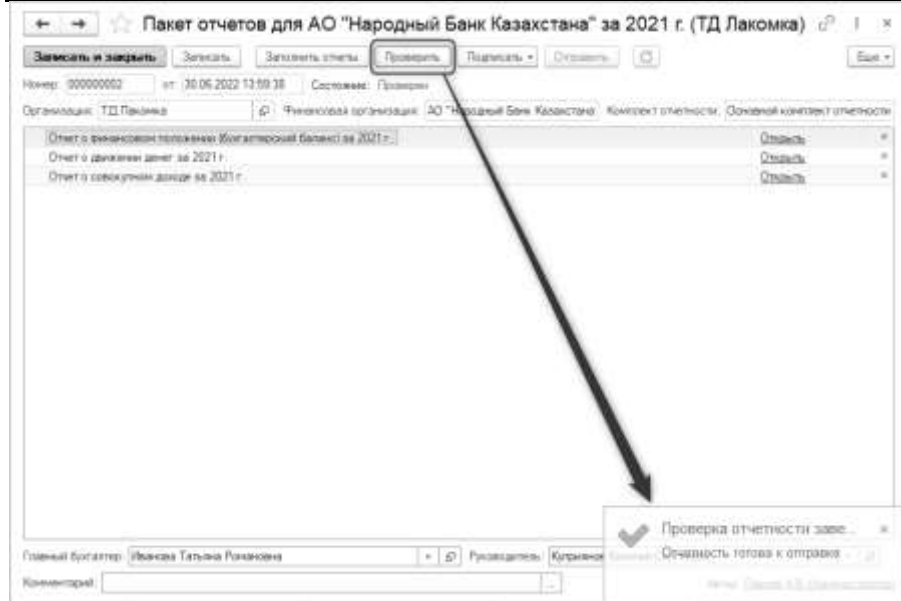 Пакет отчетов для АО "Народный Банк Казахстана" за 2021 г. (ТД Лакомка)
Записать и закрыть Записать Заполнить отчеты Проверить Подписать Отправить Еще
Номер: 000000002 от: 30.06.2022 13:59:38 Состояние: Проверен
Организация: ТД Лакомка Финансовая организация: АО "Народный Банк Казахстана" Комплект отчетности: Основной комплект отчетности
Отчет о финансовом положении (бухгалтерский баланс) за 2021 г. Открыть
Отчет о движении денег за 2021 г. Открыть
Отчет о совокупном доходе за 2021 г. Открыть
Проверка отчетности заве...
Отчетность готова к отправке
Главный бухгалтер: Иванова Татьяна Романовна Руководитель:
Комментарий: